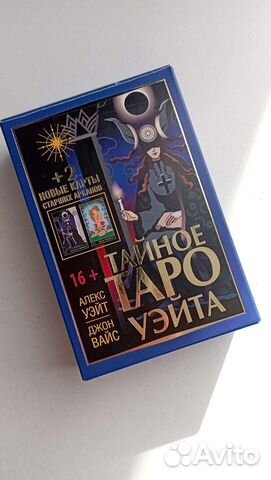 + 2
НОВЫЕ КАРТЫ
СТАРШИХ АРКАНОВ
16 +
ТАЙНОЕ
ТАРО
УЭЙТА
АЛЕКС
УЭЙТ
ДЖОН
ВАЙС
Avito